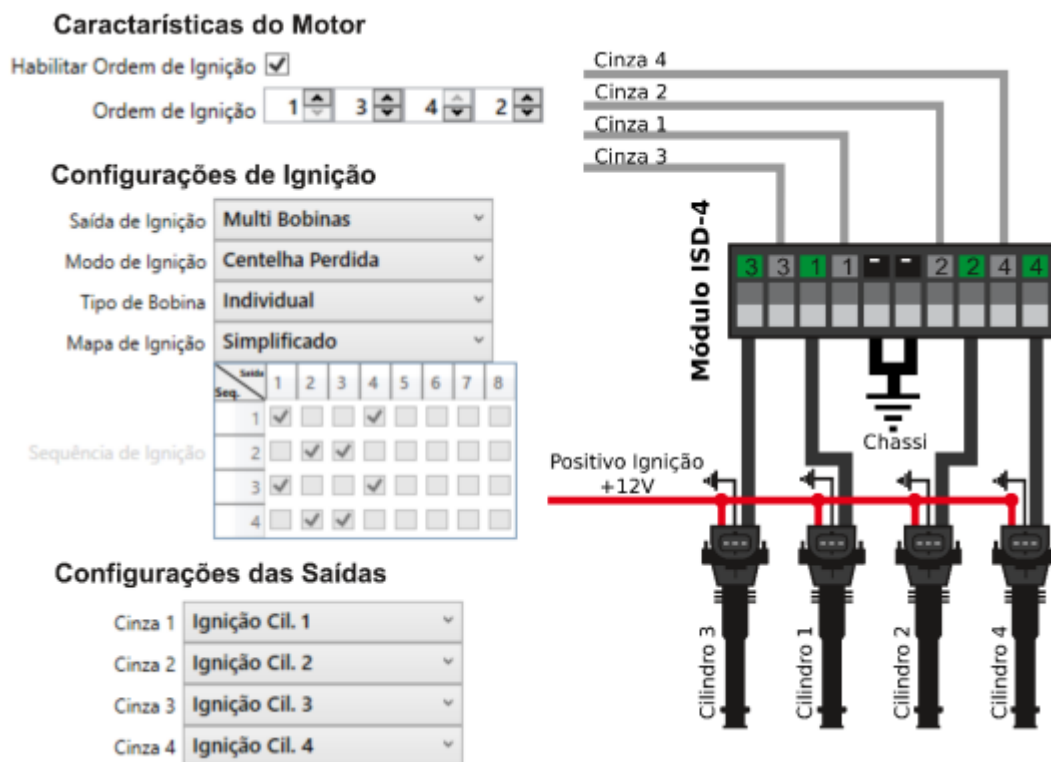 Caractarísticas do Motor
Habilitar Ordem de Ignição
Ordem de Ignição 1 3 4 2
Configurações de Ignição
Saída de Ignição Multi Bobinas
Modo de Ignição Centelha Perdida
Tipo de Bobina Individual
Mapa de Ignição Simplificado
Saída
Seq. 1 2 3 4 5 6 7 8
1
Sequência de Ignição 2
3
4
Configurações das Saídas
Cinza 1 Ignição Cil. 1
Cinza 2 Ignição Cil. 2
Cinza 3 Ignição Cil. 3
Cinza 4 Ignição Cil. 4
Cinza 4
Cinza 2
Cinza 1
Cinza 3
Módulo ISD-4
3 3 1 1 - - 2 2 4 4
Chassi
Positivo Ignição
+12V
Cilindro 3
Cilindro 1
Cilindro 2
Cilindro 4